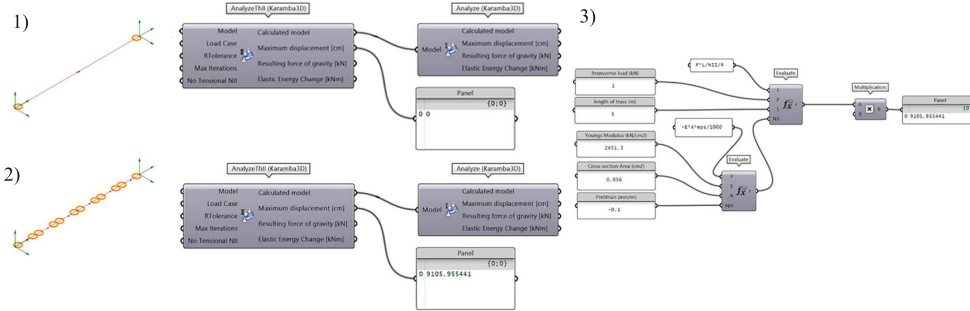 1)
AnalyzeThII (Karamba3D)
Model
Load Case
RTolerance
Max Iterations
No Tensional NII
Calculated model
Maximum displacement [cm]
Resulting force of gravity [kN]
Elastic Energy Change [kNm]
Analyze (Karamba3D)
Model
Calculated model
Maximum displacement [cm]
Resulting force of gravity [kN]
Elastic Energy Change [kNm]
Panel
{0;0}
0 0
2)
AnalyzeThII (Karamba3D)
Model
Load Case
RTolerance
Max Iterations
No Tensional NII
Calculated model
Maximum displacement [cm]
Resulting force of gravity [kN]
Elastic Energy Change [kNm]
Analyze (Karamba3D)
Model
Calculated model
Maximum displacement [cm]
Resulting force of gravity [kN]
Elastic Energy Change [kNm]
Panel
{0;0}
0 9105.955441
3)
F*L/NII/4
transverse load (kN)
1
length of truss (m)
5
Youngs Modulus (kN/cm2)
2451.3
Cross section Area (cm2)
0.056
PreStrain (mm/m)
-0.1
-E*A*eps/1000
Evaluate
F
F
L
NII
r
Evaluate
F
E
A
eps
r
Multiplication
A
B
R
Panel
0 9105.955441